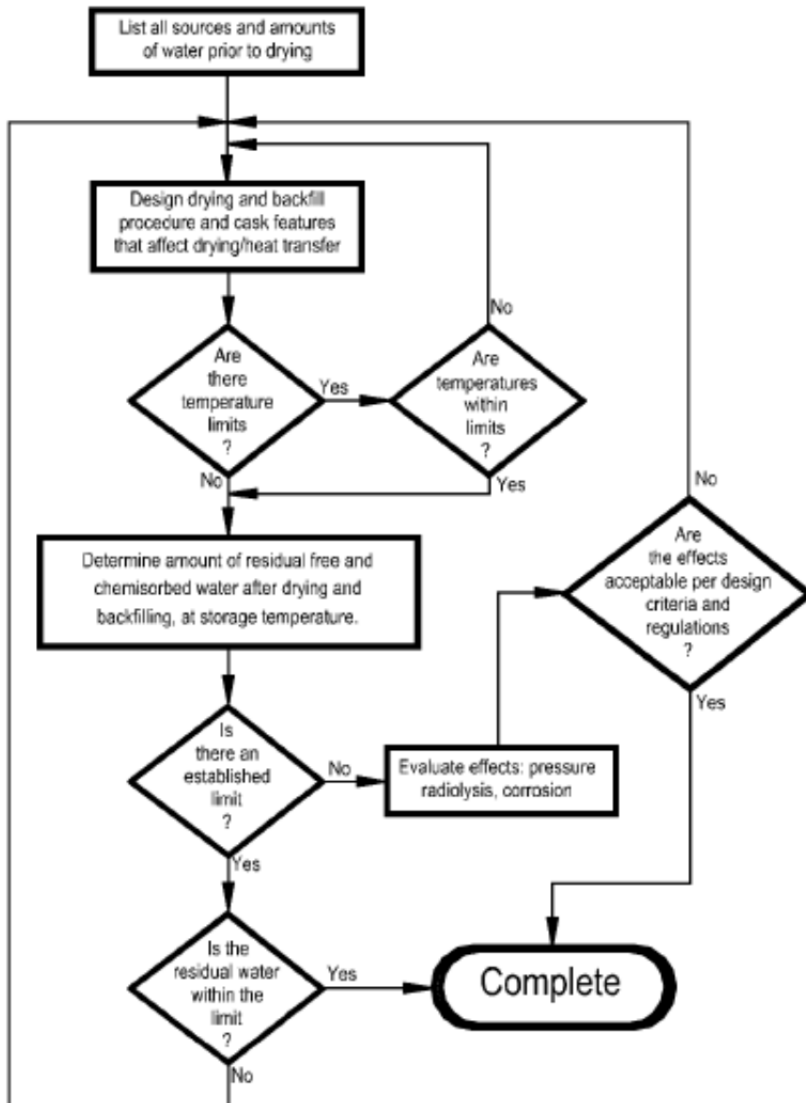 List all sources and amounts
of water prior to drying
Design drying and backfill
procedure and cask features
that affect drying/heat transfer
No
Are
there
temperature
limits
?
Yes
Are
temperatures
within
limits
?
No
Yes
No
Determine amount of residual free and
chemisorbed water after drying and
backfilling, at storage temperature.
Are
the effects
acceptable per design
criteria and
regulations
?
Yes
Is
there an
established
limit
?
No
Evaluate effects: pressure
radiolysis, corrosion
Yes
Is the
residual water
within the
limit
?
Yes
Complete
No